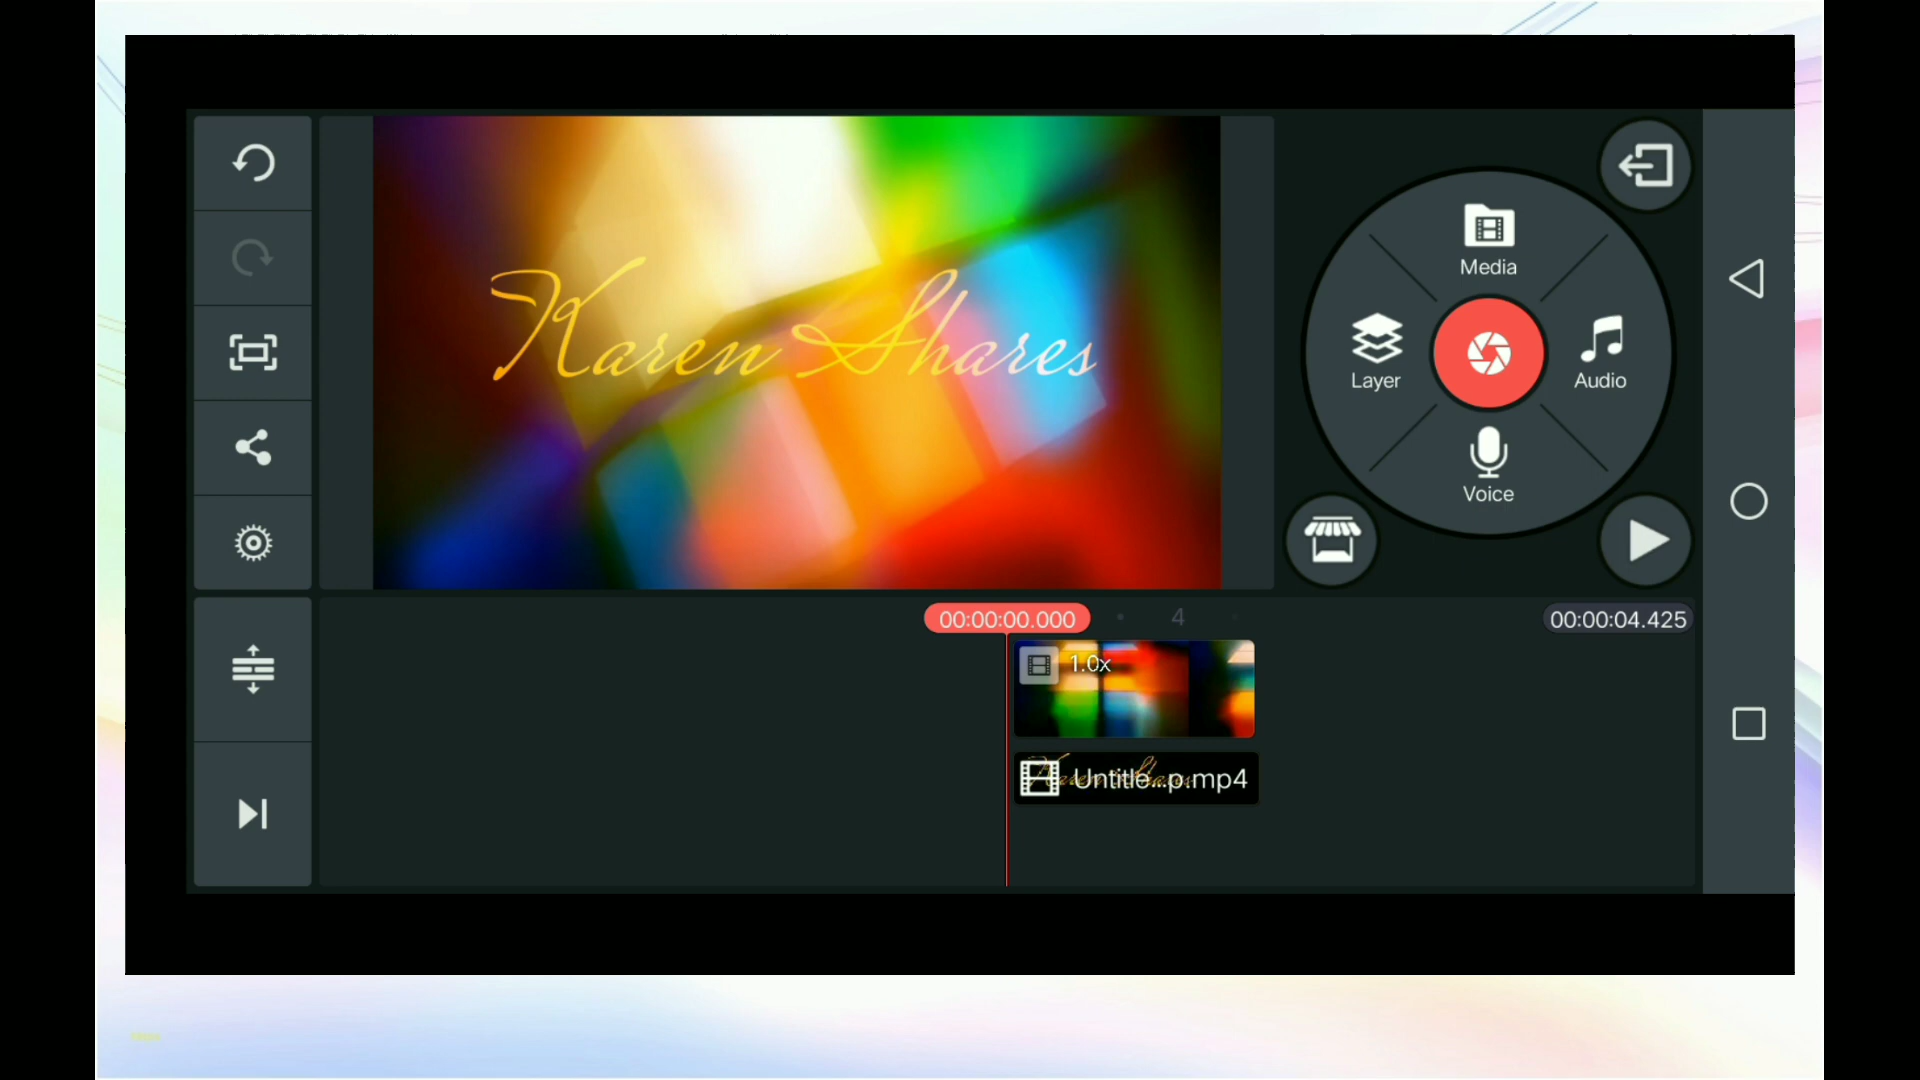 Karen Shares
Media
Layer
Audio
Voice
00:00:00.000
4
00:00:04.425
1.0x
Untitle...p.mp4